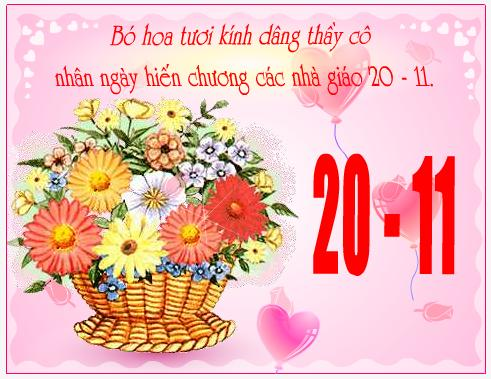 Bó hoa tươi kính dâng thầy cô
nhân ngày hiến chương các nhà giáo 20 - 11.
20 - 11